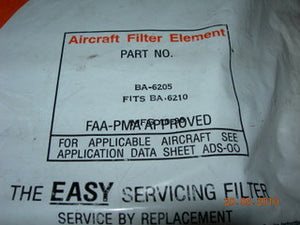 Aircraft Filter Element
PART NO.
BA-6205
FITS BA-6210
FAA-PMA APPROVED
FOR APPLICABLE AIRCRAFT SEE
APPLICATION DATA SHEET ADS-00
THE EASY SERVICING FILTER
SERVICE BY REPLACEMENT